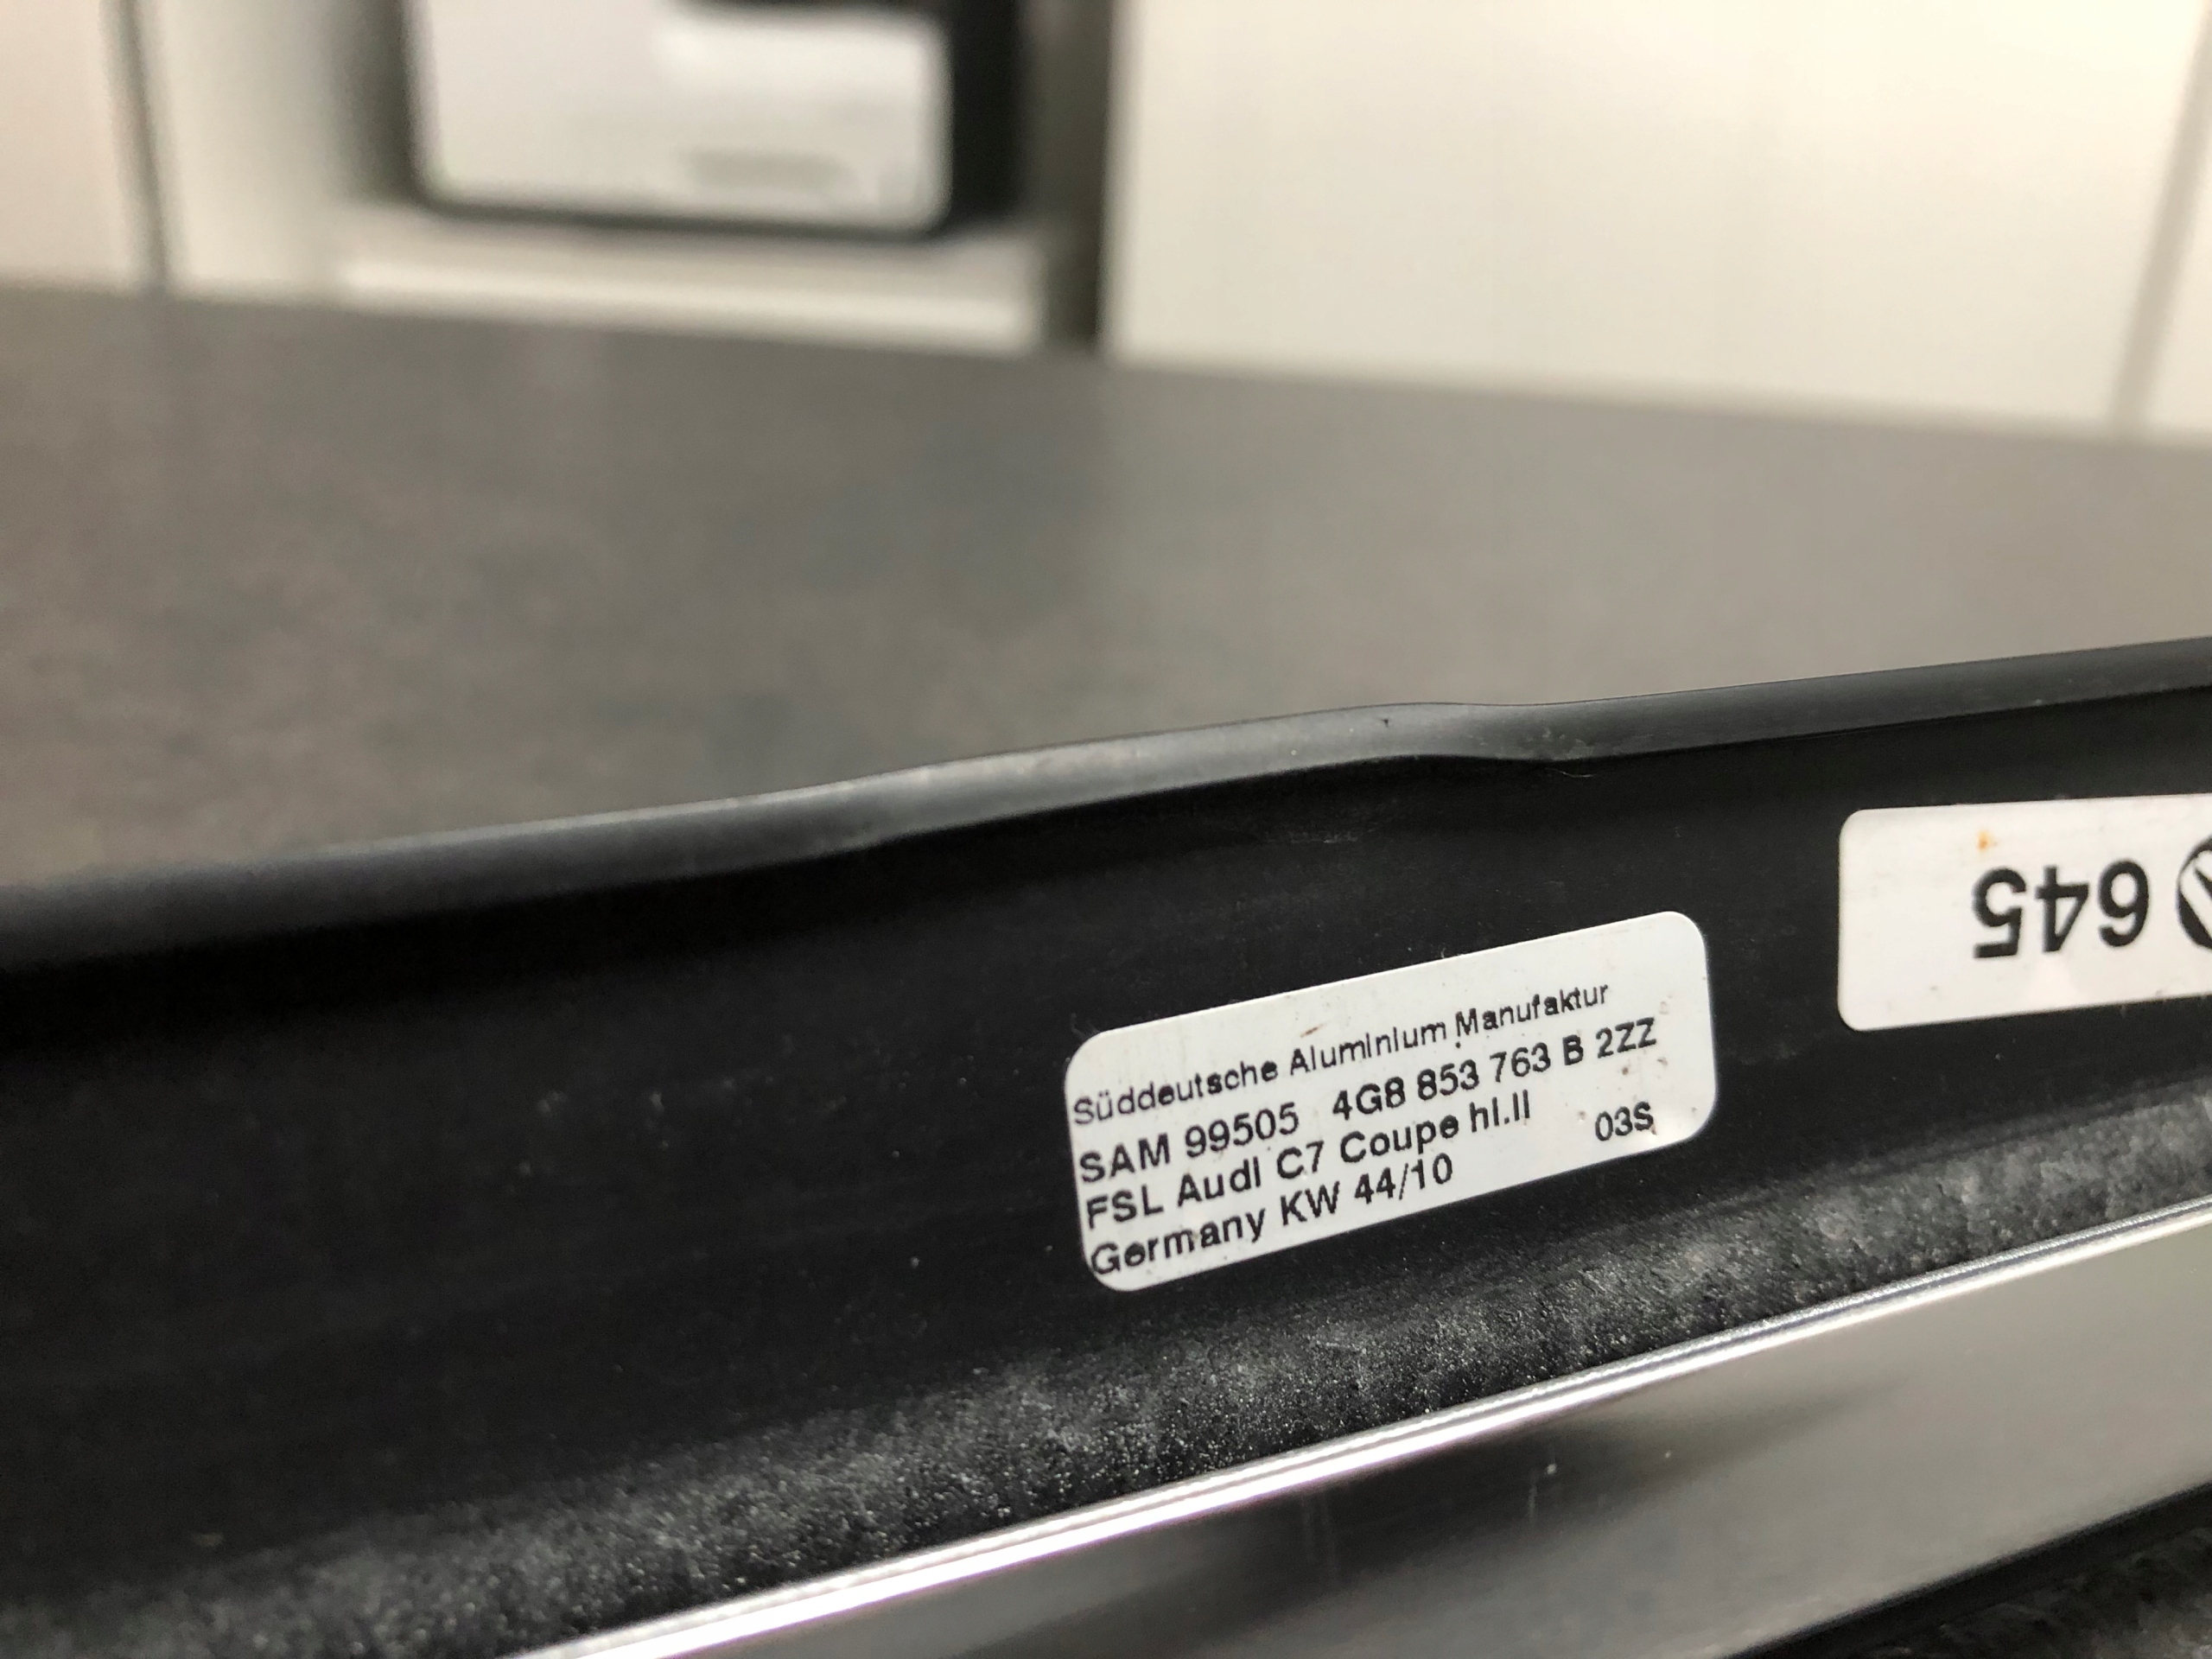 Süddeutsche Aluminium Manufaktur
SAM 99505 4G8 853 763 B 2ZZ
FSL Audi C7 Coupe hl.ll 03S
Germany KW 44/10
645